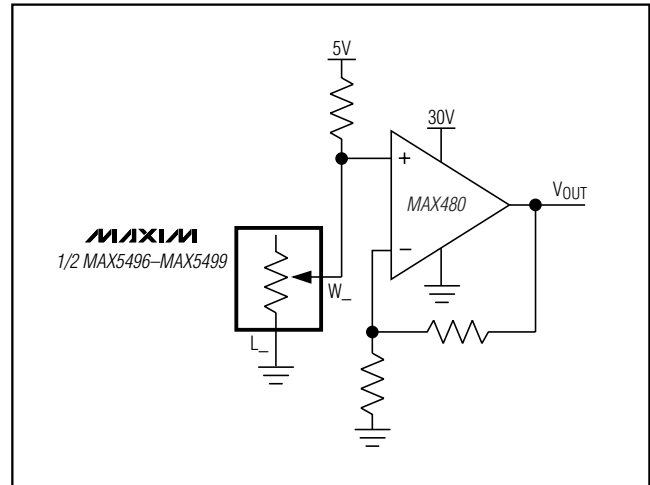 5V
30V
+
MAX480
VOUT
−
MAXIM
1/2 MAX5496–MAX5499
W_
L_